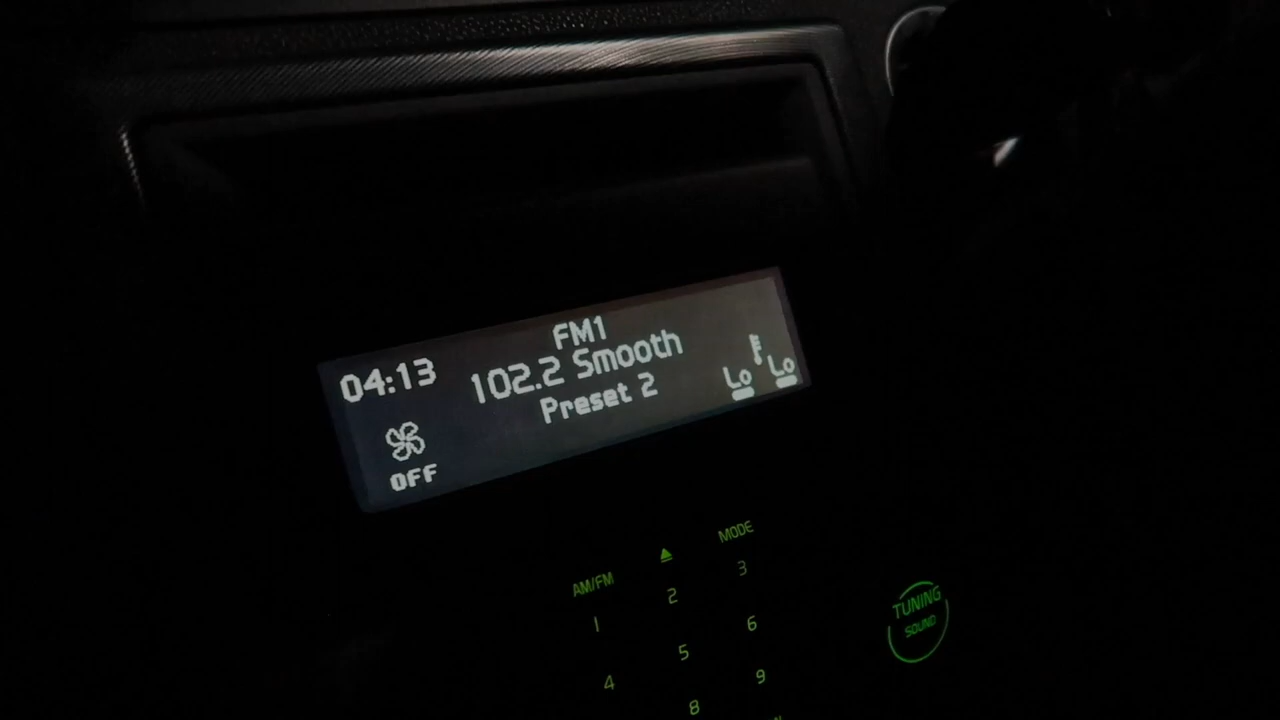 FM1
04:13 102.2 Smooth
Preset 2 Lo Lo
OFF
MODE
AM/FM
1 2 3
4 5 6
8 9
TUNING
SOUND